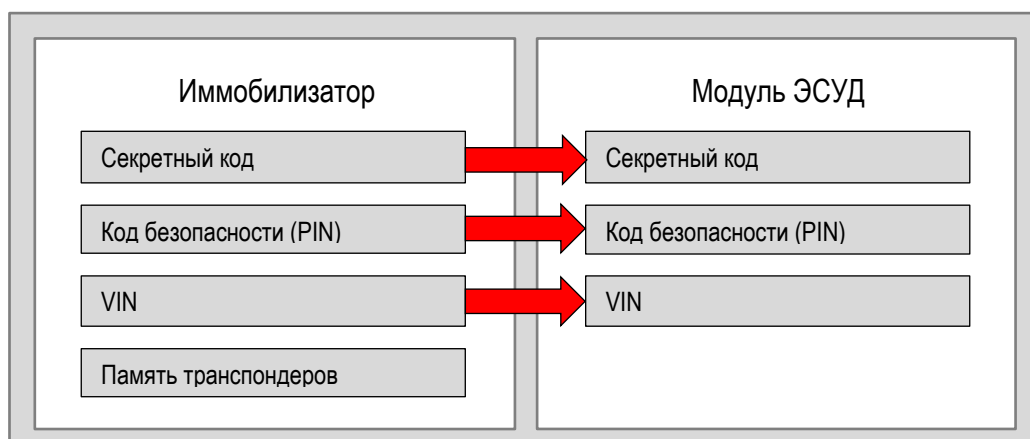 Иммобилизатор
Модуль ЭСУД
Секретный код
Секретный код
Код безопасности (PIN)
Код безопасности (PIN)
VIN
VIN
Память транспондеров